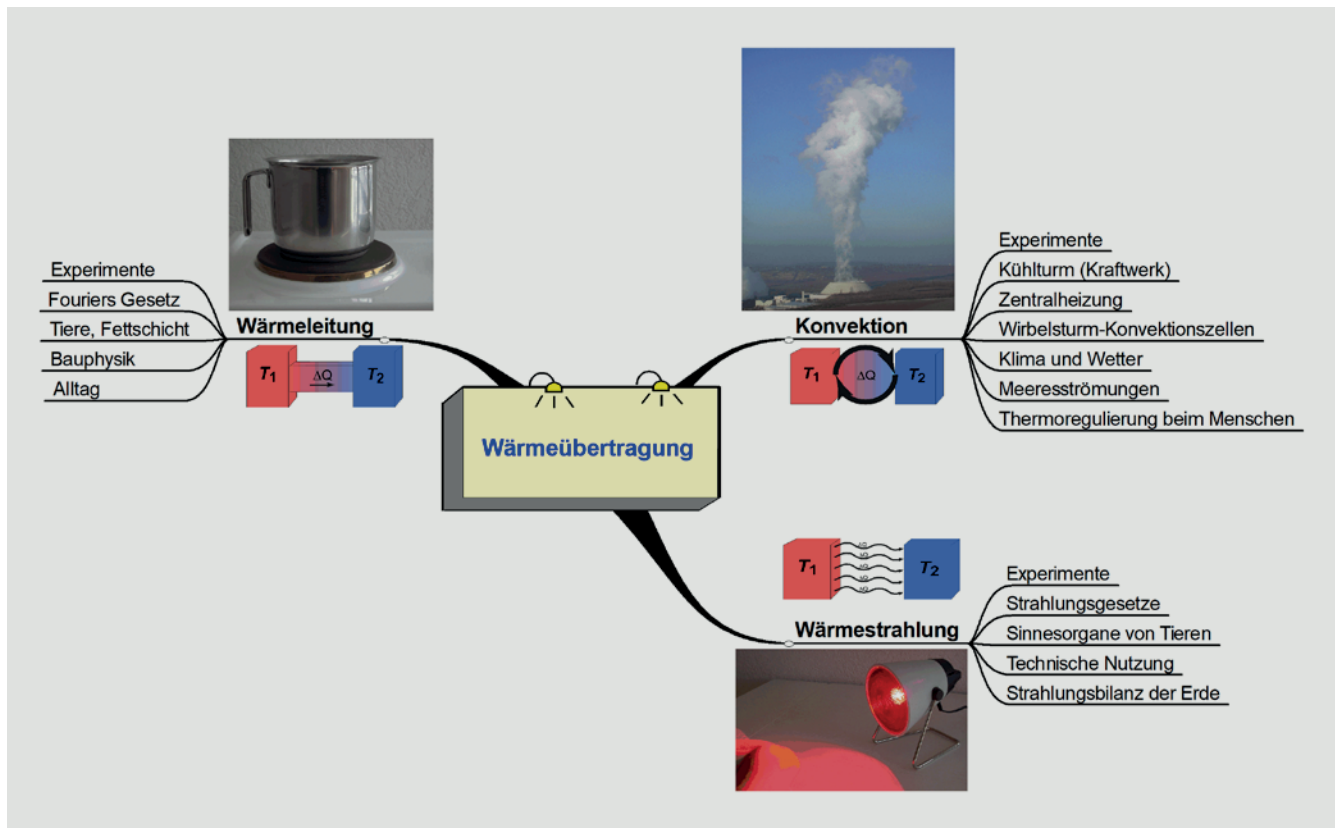 Wärmeübertragung
Wärmeleitung
T1
ΔQ
T2
Experimente
Fouriers Gesetz
Tiere, Fettschicht
Bauphysik
Alltag
Konvektion
T1
ΔQ
T2
Experimente
Kühlturm (Kraftwerk)
Zentralheizung
Wirbelsturm-Konvektionszellen
Klima und Wetter
Meeresströmungen
Thermoregulierung beim Menschen
T1
T2
Wärmestrahlung
Experimente
Strahlungsgesetze
Sinnesorgane von Tieren
Technische Nutzung
Strahlungsbilanz der Erde